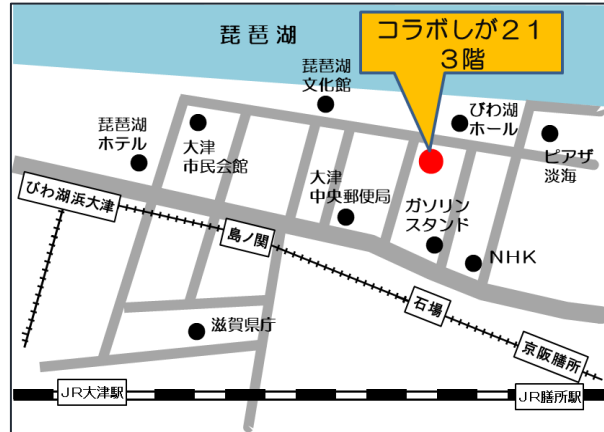 琵琶湖
コラボしが２１
３階
琵琶湖
文化館
びわ湖
ホール
琵琶湖
ホテル
大津
市民会館
ピアザ
淡海
大津
中央郵便局
ガソリン
スタンド
びわ湖浜大津
島ノ関
NHK
石場
滋賀県庁
京阪膳所
JR大津駅
JR膳所駅